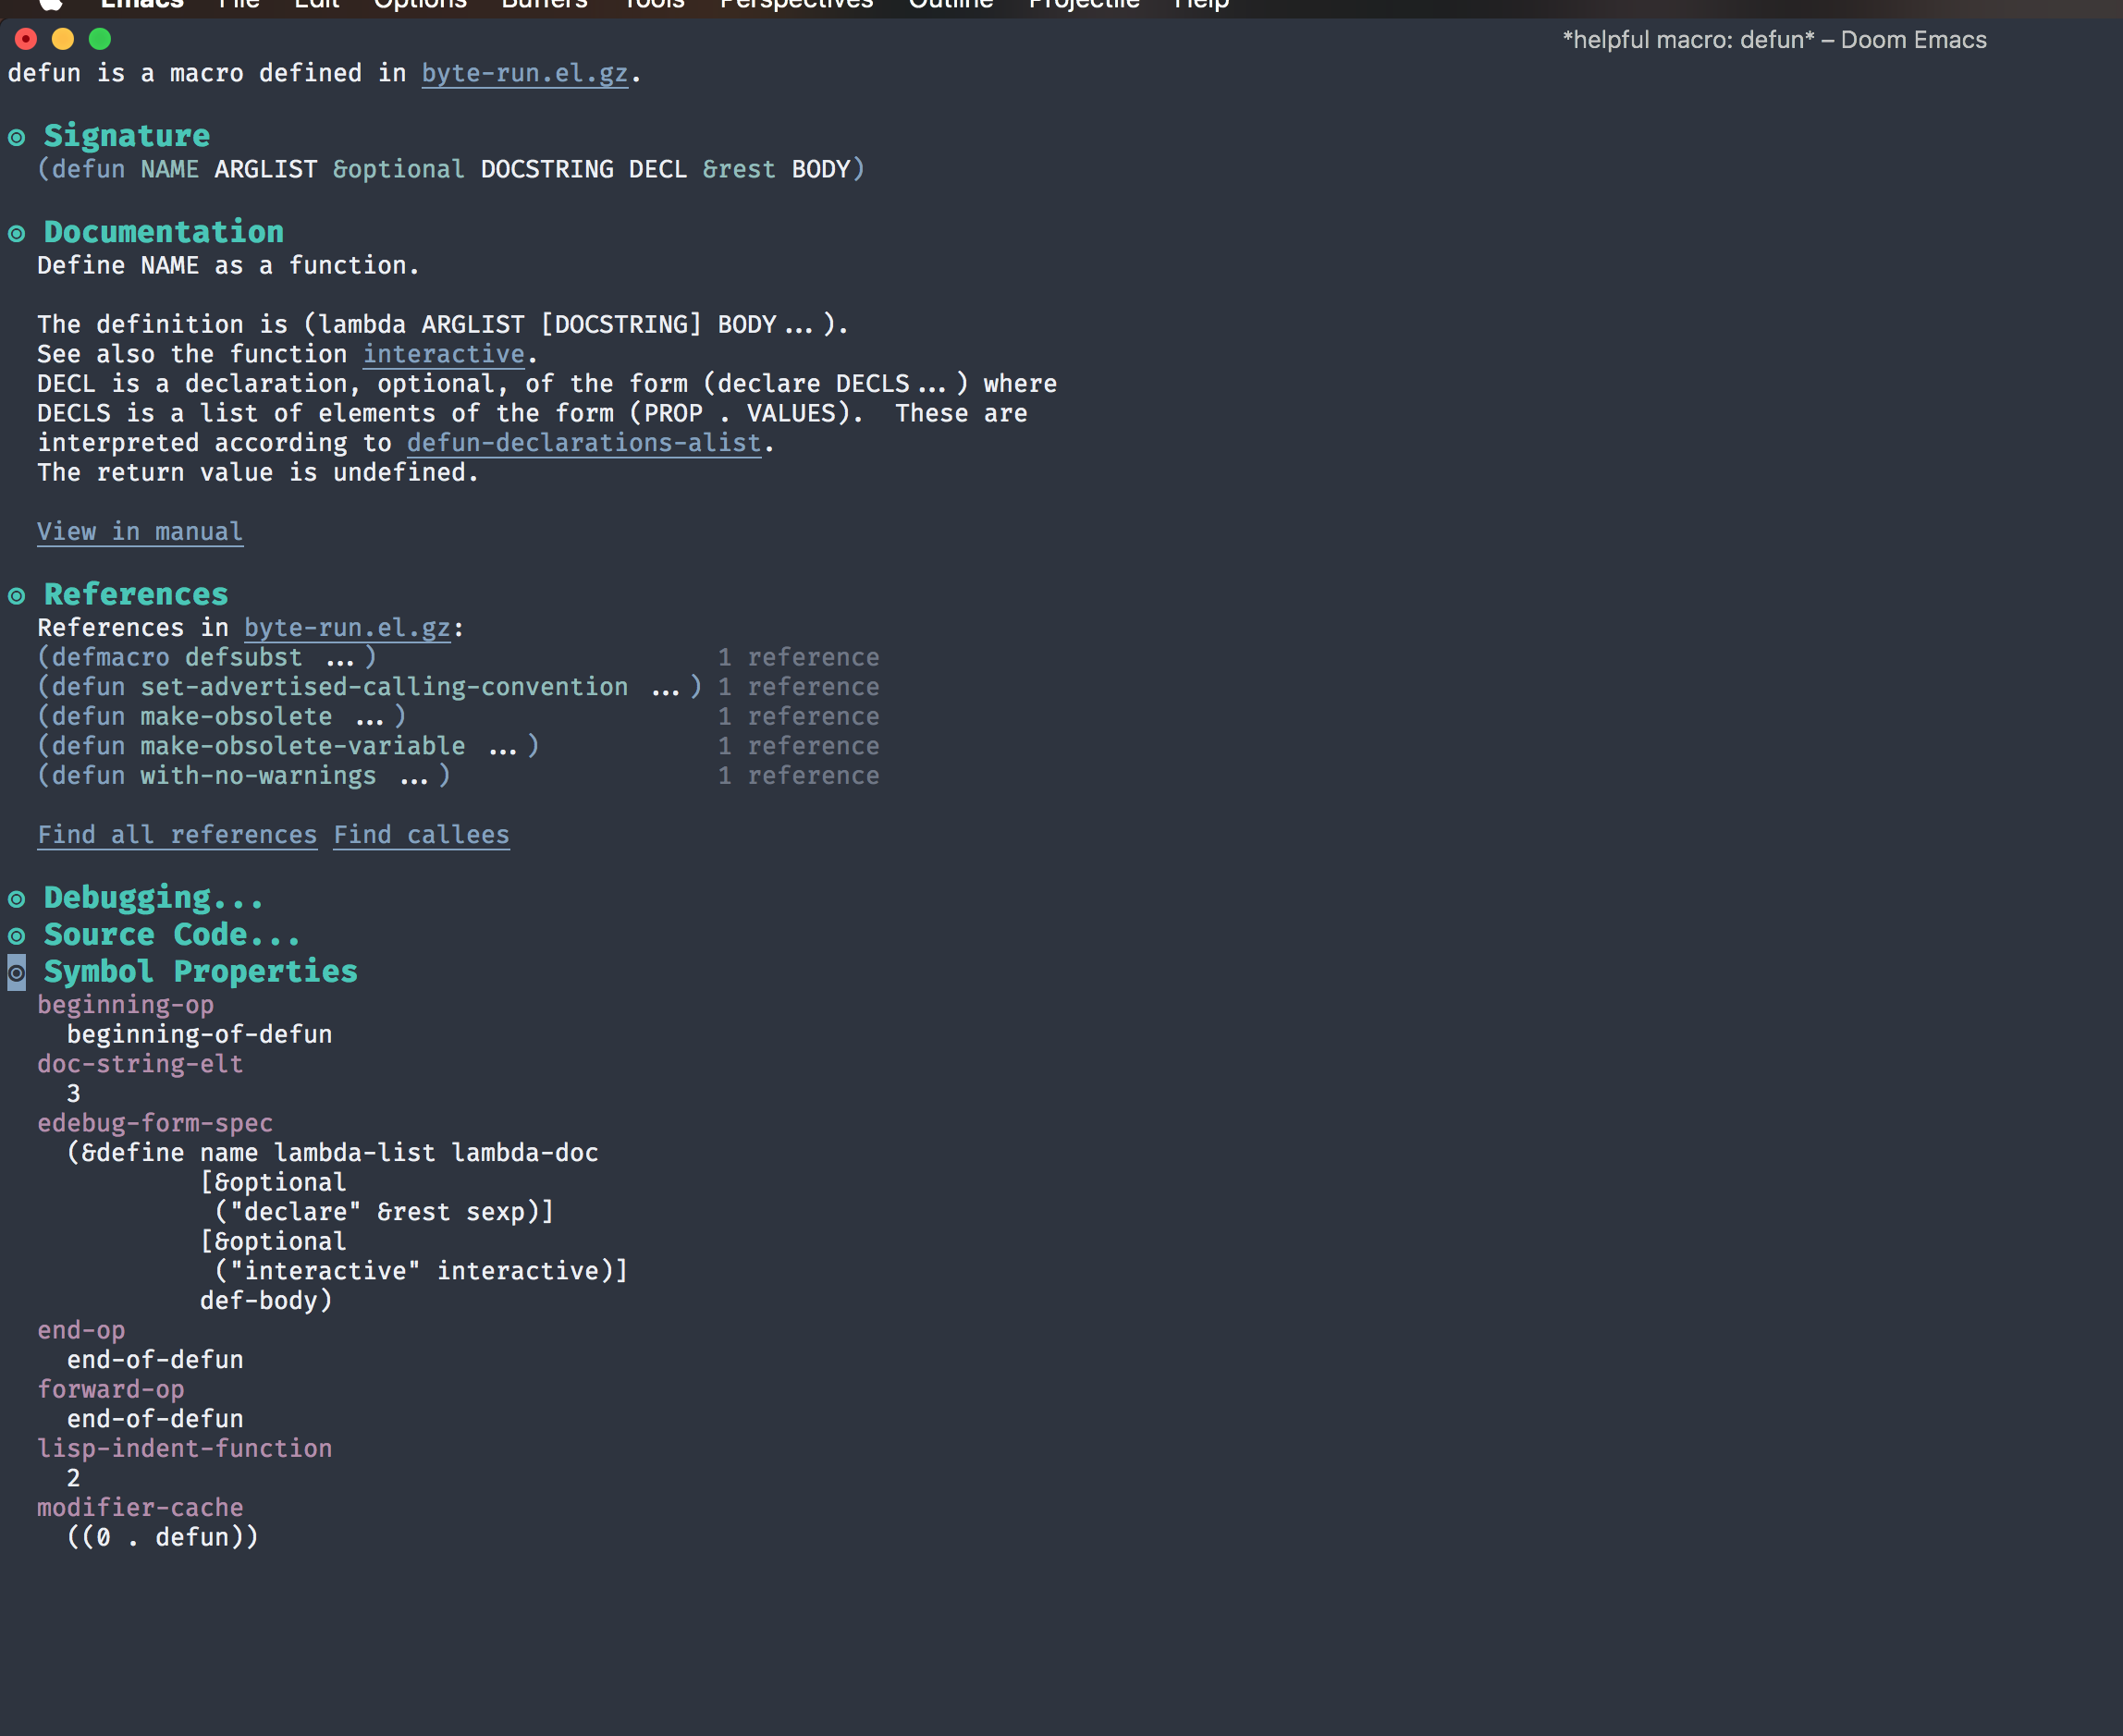 Emacs File Edit Options Buffers Tools Perspectives Outline Projectile Help
*helpful macro: defun* – Doom Emacs
defun is a macro defined in byte-run.el.gz.
Signature
(defun NAME ARGLIST &optional DOCSTRING DECL &rest BODY)
Documentation
Define NAME as a function.
The definition is (lambda ARGLIST [DOCSTRING] BODY...).
See also the function interactive.
DECL is a declaration, optional, of the form (declare DECLS...) where
DECLS is a list of elements of the form (PROP . VALUES).  These are
interpreted according to defun-declarations-alist.
The return value is undefined.
View in manual
References
References in byte-run.el.gz:
(defmacro defsubst ...) 1 reference
(defun set-advertised-calling-convention ...) 1 reference
(defun make-obsolete ...) 1 reference
(defun make-obsolete-variable ...) 1 reference
(defun with-no-warnings ...) 1 reference
Find all references Find callees
Debugging...
Source Code...
Symbol Properties
beginning-op
beginning-of-defun
doc-string-elt
3
edebug-form-spec
(&define name lambda-list lambda-doc
[&optional
("declare" &rest sexp)]
[&optional
("interactive" interactive)]
def-body)
end-op
end-of-defun
forward-op
end-of-defun
lisp-indent-function
2
modifier-cache
((0 . defun))